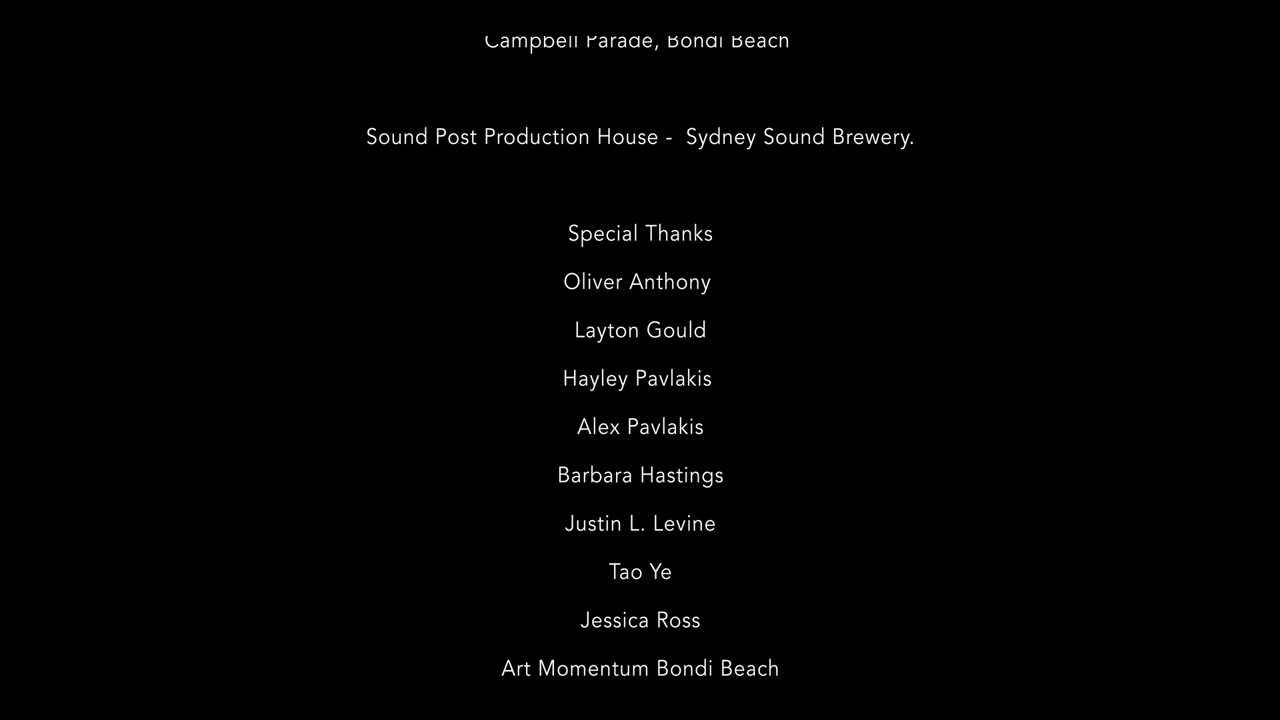 Campbell Parade, Bondi Beach
Sound Post Production House -  Sydney Sound Brewery.
Special Thanks
Oliver Anthony
Layton Gould
Hayley Pavlakis
Alex Pavlakis
Barbara Hastings
Justin L. Levine
Tao Ye
Jessica Ross
Art Momentum Bondi Beach